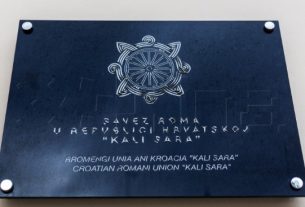 SAVEZ ROMA
U REPUBLICI HRVATSKOJ
"KALI SARA"
RROMENGI UNIA ANI KROACIA "KALI SARA"
CROATIAN ROMANI UNION "KALI SARA"